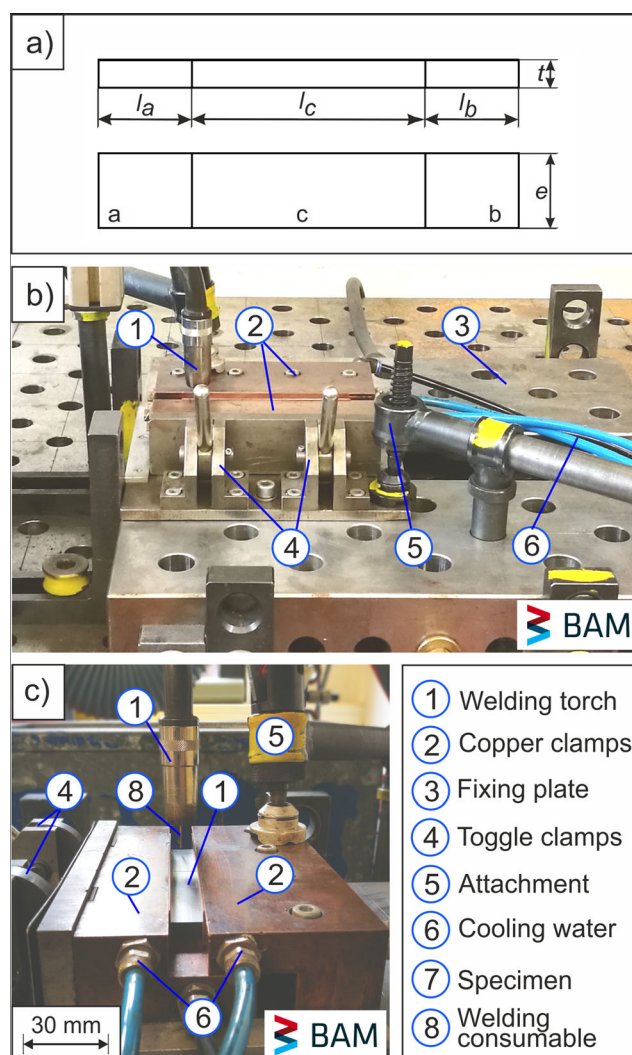 a)
t
la
lc
lb
a
c
b
e
b)
1
2
3
4
5
6
BAM
c)
1
5
4
8
1
2
2
6
30 mm
BAM
1 Welding torch
2 Copper clamps
3 Fixing plate
4 Toggle clamps
5 Attachment
6 Cooling water
7 Specimen
8 Welding
consumable